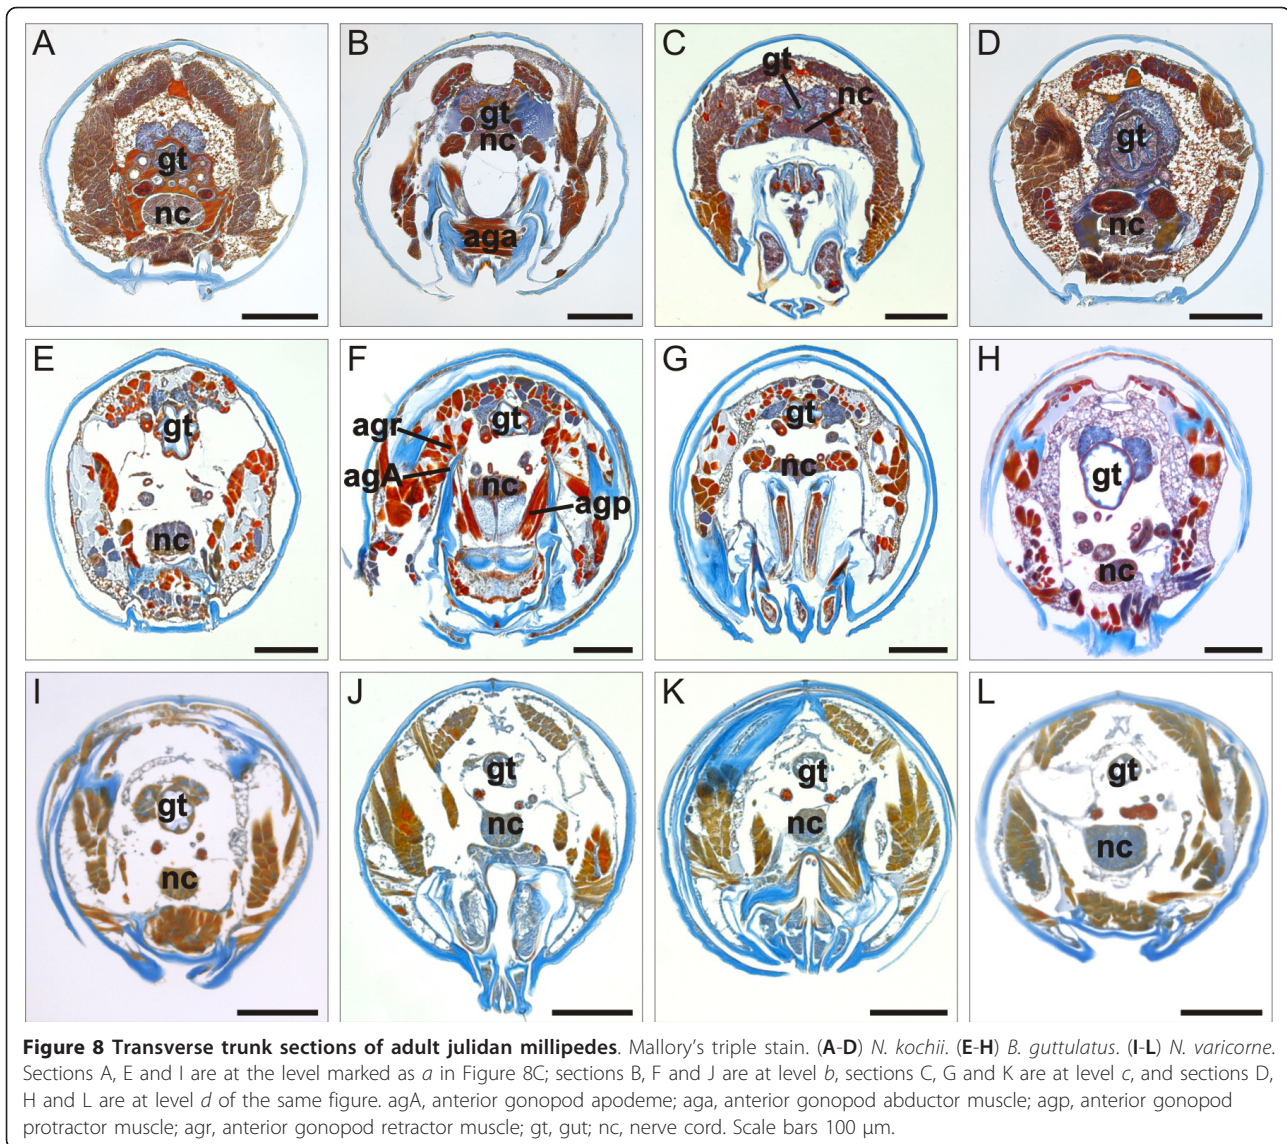 A
gt
nc
B
gt
nc
aga
C
gt
nc
D
gt
nc
E
gt
nc
F
agr
gt
agA
nc
agp
G
gt
nc
H
gt
nc
I
gt
nc
J
gt
nc
K
gt
nc
L
gt
nc
Figure 8 Transverse trunk sections of adult julidan millipedes. Mallory's triple stain. (A-D) N. kochii. (E-H) B. guttulatus. (I-L) N. varicorne.
Sections A, E and I are at the level marked as a in Figure 8C; sections B, F and J are at level b, sections C, G and K are at level c, and sections D,
H and L are at level d of the same figure. agA, anterior gonopod apodeme; aga, anterior gonopod abductor muscle; agp, anterior gonopod
protractor muscle; agr, anterior gonopod retractor muscle; gt, gut; nc, nerve cord. Scale bars 100 μm.